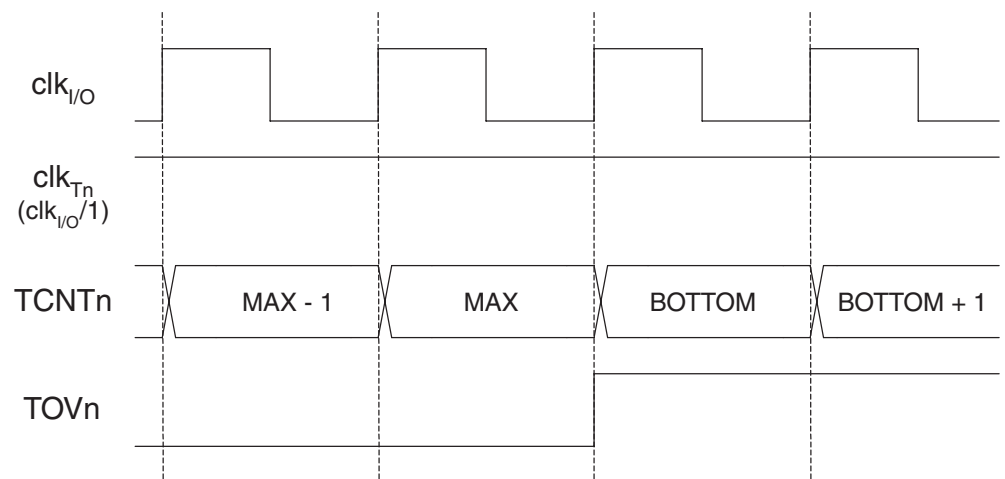 clkI/O
clkTn
(clkI/O/1)
TCNTn MAX - 1 MAX BOTTOM BOTTOM + 1
TOVn